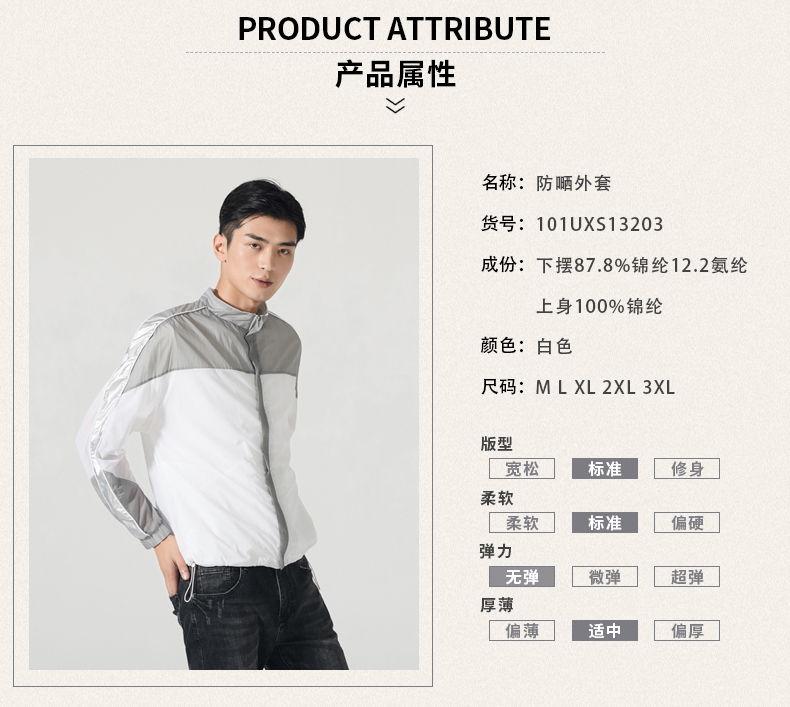 PRODUCT ATTRIBUTE
产品属性
名称：防嗮外套
货号：101UXS13203
成份：下摆87.8%锦纶12.2氨纶
上身100%锦纶
颜色：白色
尺码：M L XL 2XL 3XL
版型
宽松 标准 修身
柔软
柔软 标准 偏硬
弹力
无弹 微弹 超弹
厚薄
偏薄 适中 偏厚